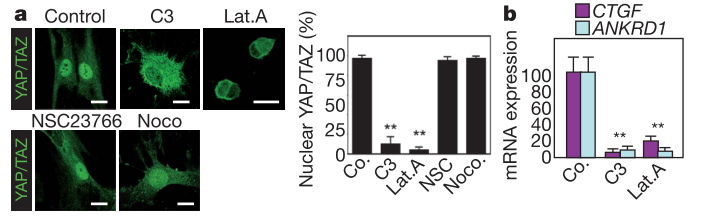 a
Control
C3
Lat.A
YAP/TAZ
NSC23766
Noco
YAP/TAZ
Nuclear YAP/TAZ (%)
100
75
50
25
0
**
**
Co.
C3
Lat.A
NSC
Noco.
b
CTGF
ANKRD1
mRNA expression
100
80
60
40
20
0
**
**
Co.
C3
Lat.A